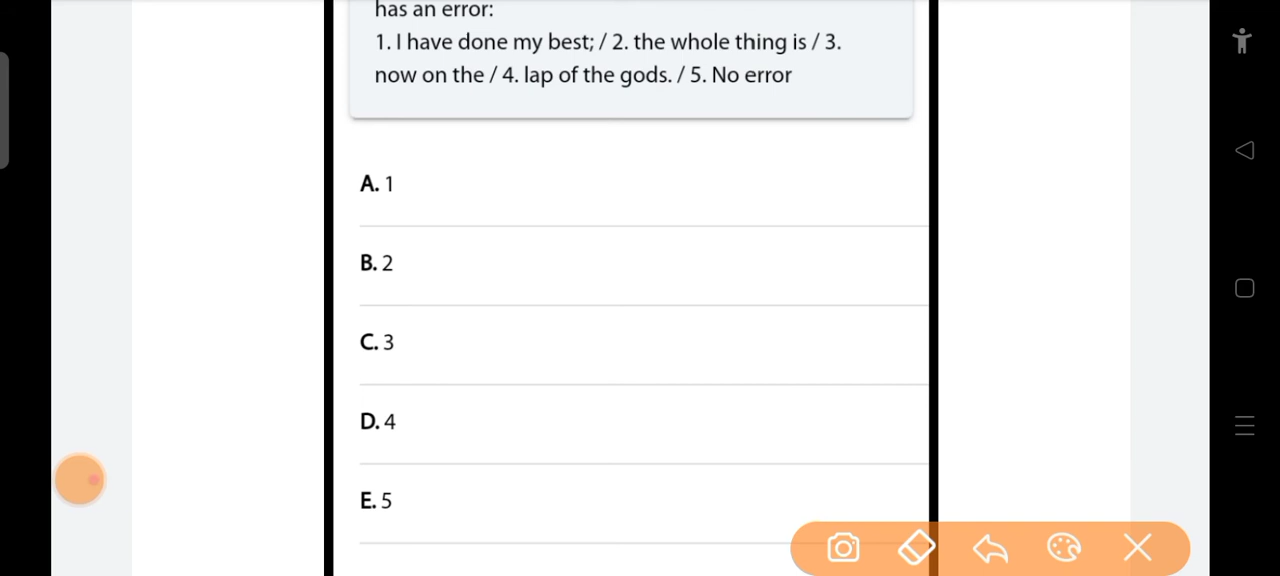 has an error:
1. I have done my best; / 2. the whole thing is / 3.
now on the / 4. lap of the gods. / 5. No error
A. 1
B. 2
C. 3
D. 4
E. 5